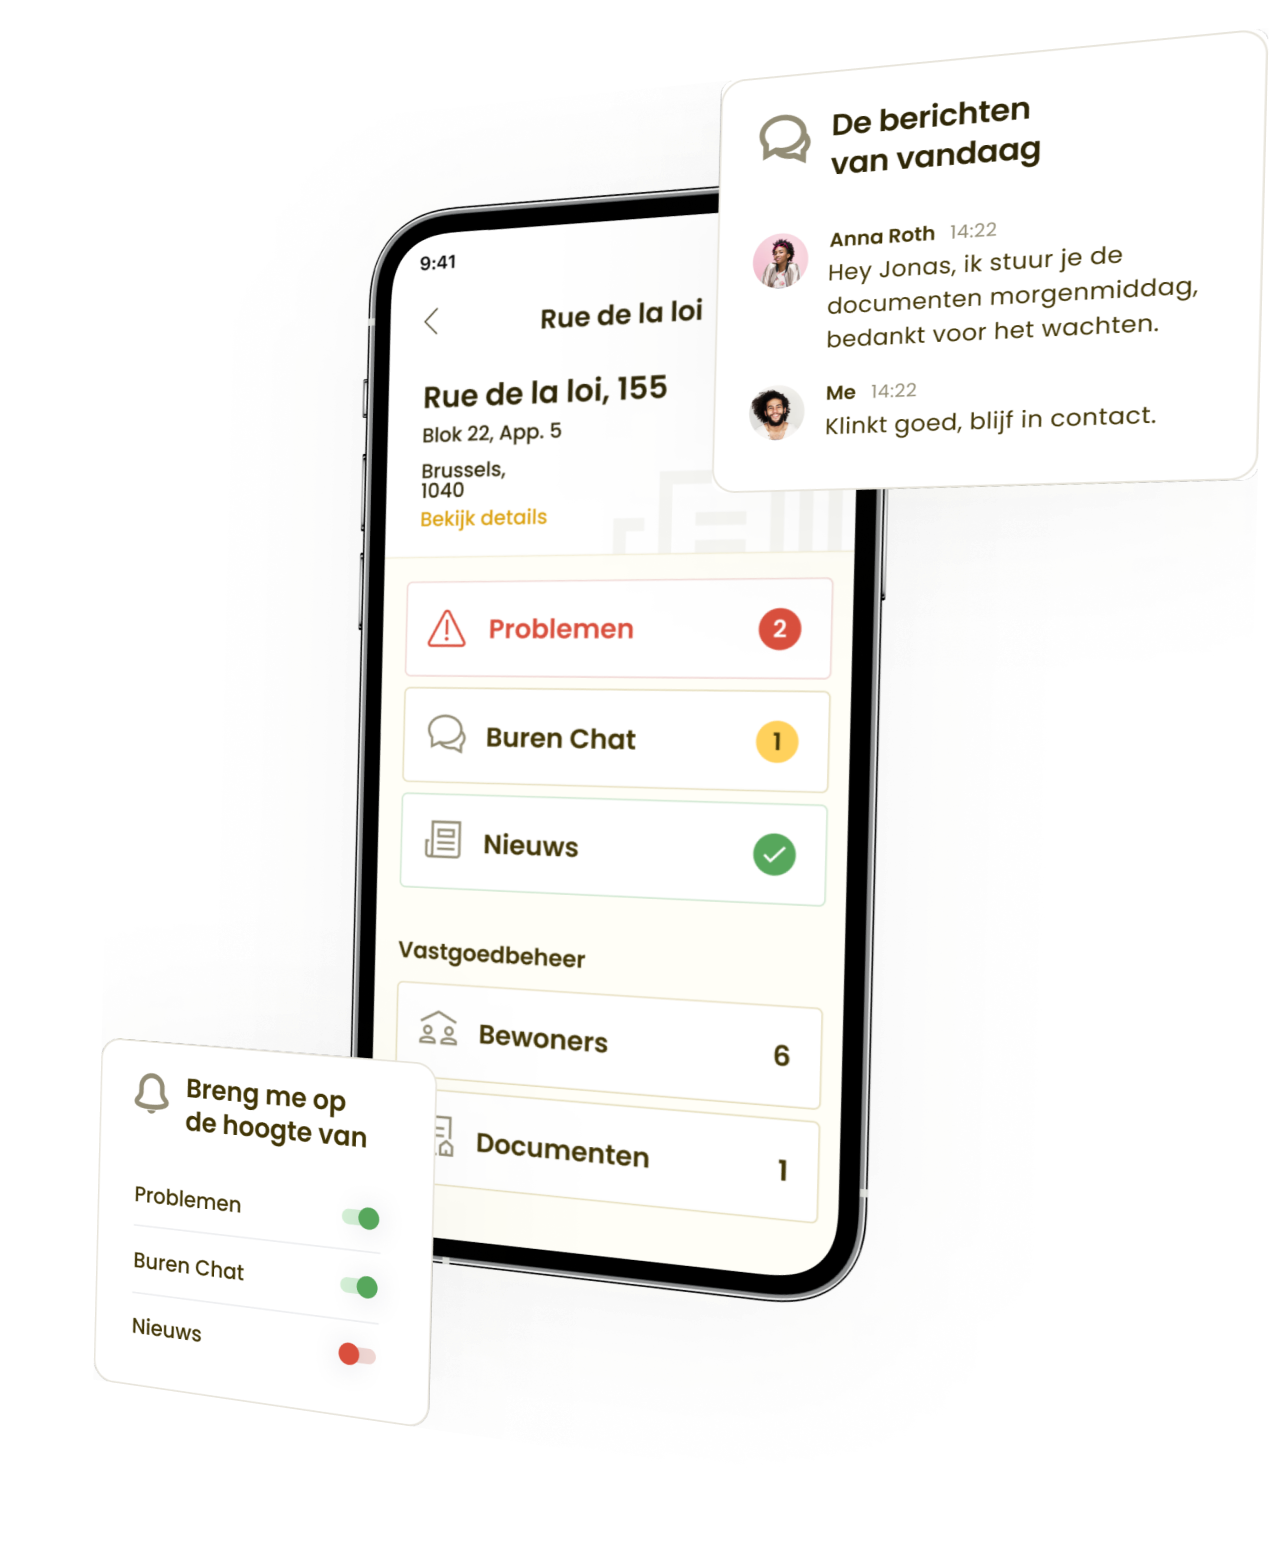 De berichten
van vandaag
Anna Roth 14:22
Hey Jonas, ik stuur je de
documenten morgenmiddag,
bedankt voor het wachten.
Me 14:22
Klinkt goed, blijf in contact.
9:41
Rue de la loi
Rue de la loi, 155
Blok 22, App. 5
Brussels,
1040
Bekijk details
Problemen 2
Buren Chat 1
Nieuws
Vastgoedbeheer
Bewoners 6
Documenten 1
Breng me op
de hoogte van
Problemen
Buren Chat
Nieuws